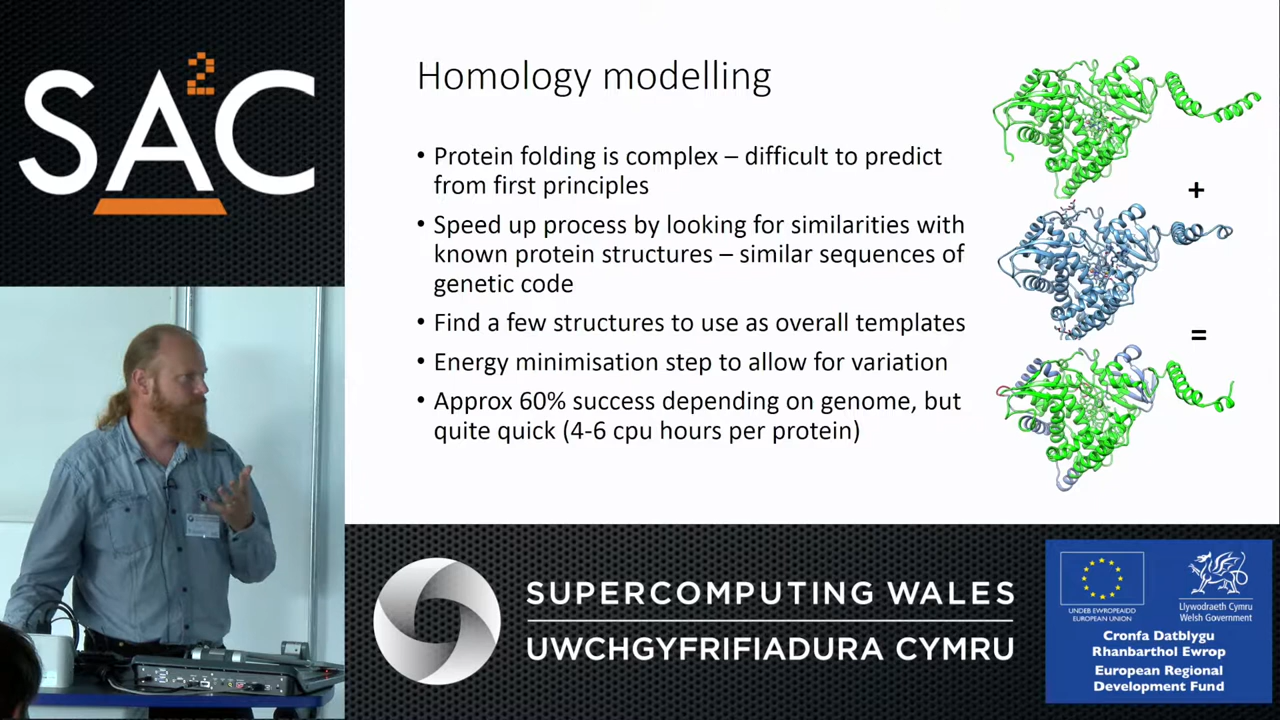 SA²C
Homology modelling
• Protein folding is complex – difficult to predict
from first principles
• Speed up process by looking for similarities with
known protein structures – similar sequences of
genetic code
• Find a few structures to use as overall templates
• Energy minimisation step to allow for variation
• Approx 60% success depending on genome, but
quite quick (4-6 cpu hours per protein)
+
=
SUPERCOMPUTING WALES
UWCHGYFRIFIADURA CYMRU
UNDEB EWROPEAIDD
EUROPEAN UNION
Llywodraeth Cymru
Welsh Government
Cronfa Datblygu
Rhanbarthol Ewrop
European Regional
Development Fund